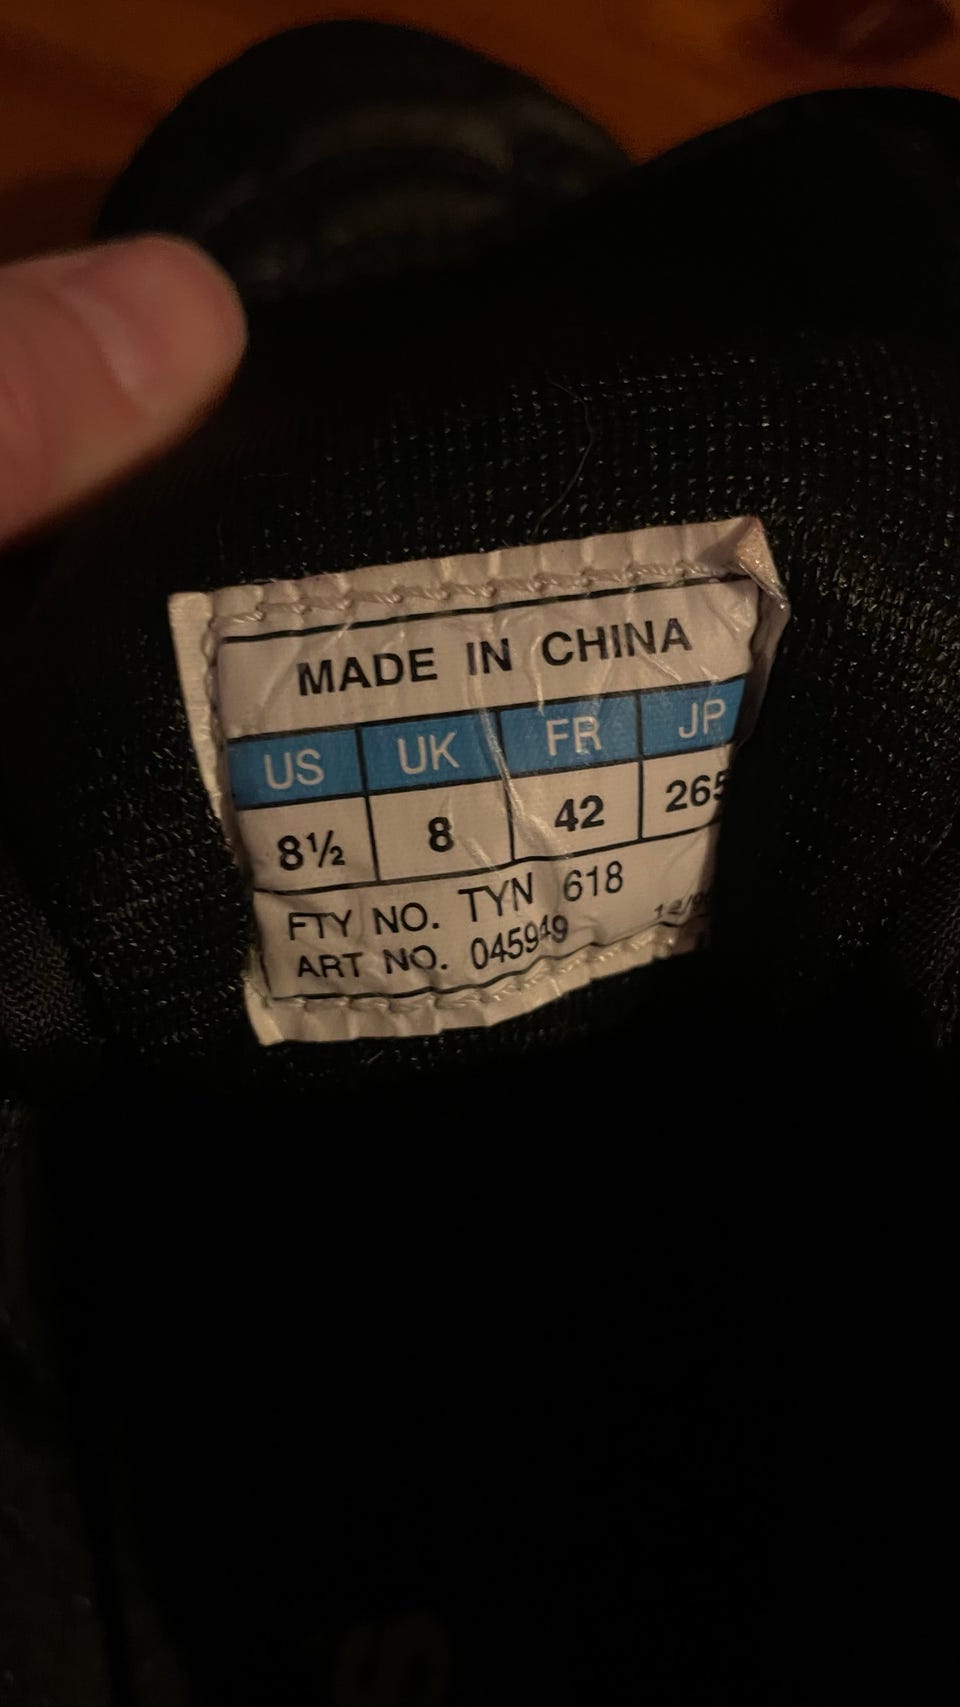 MADE IN CHINA
US UK FR JP
8½ 8 42 265
FTY NO. TYN 618
ART NO. 045949